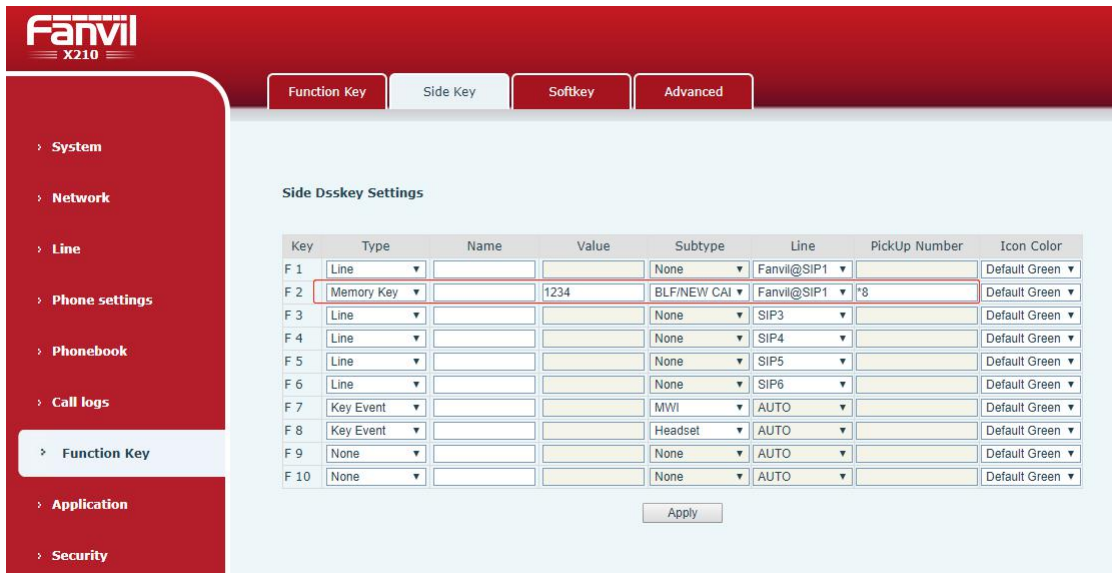 Fanvil
X210
Function Key Side Key Softkey Advanced
› System
› Network
› Line
› Phone settings
› Phonebook
› Call logs
› Function Key
› Application
› Security
Side Dsskey Settings
Key Type Name Value Subtype Line PickUp Number Icon Color
F 1 Line None Fanvil@SIP1 Default Green
F 2 Memory Key 1234 BLF/NEW CAI Fanvil@SIP1 *8 Default Green
F 3 Line None SIP3 Default Green
F 4 Line None SIP4 Default Green
F 5 Line None SIP5 Default Green
F 6 Line None SIP6 Default Green
F 7 Key Event MWI AUTO Default Green
F 8 Key Event Headset AUTO Default Green
F 9 None None AUTO Default Green
F 10 None None AUTO Default Green
Apply